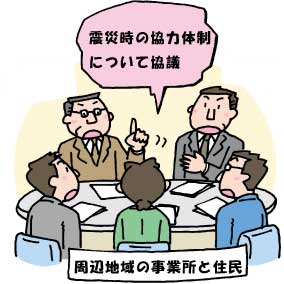 震災時の協力体制
について協議
周辺地域の事業所と住民